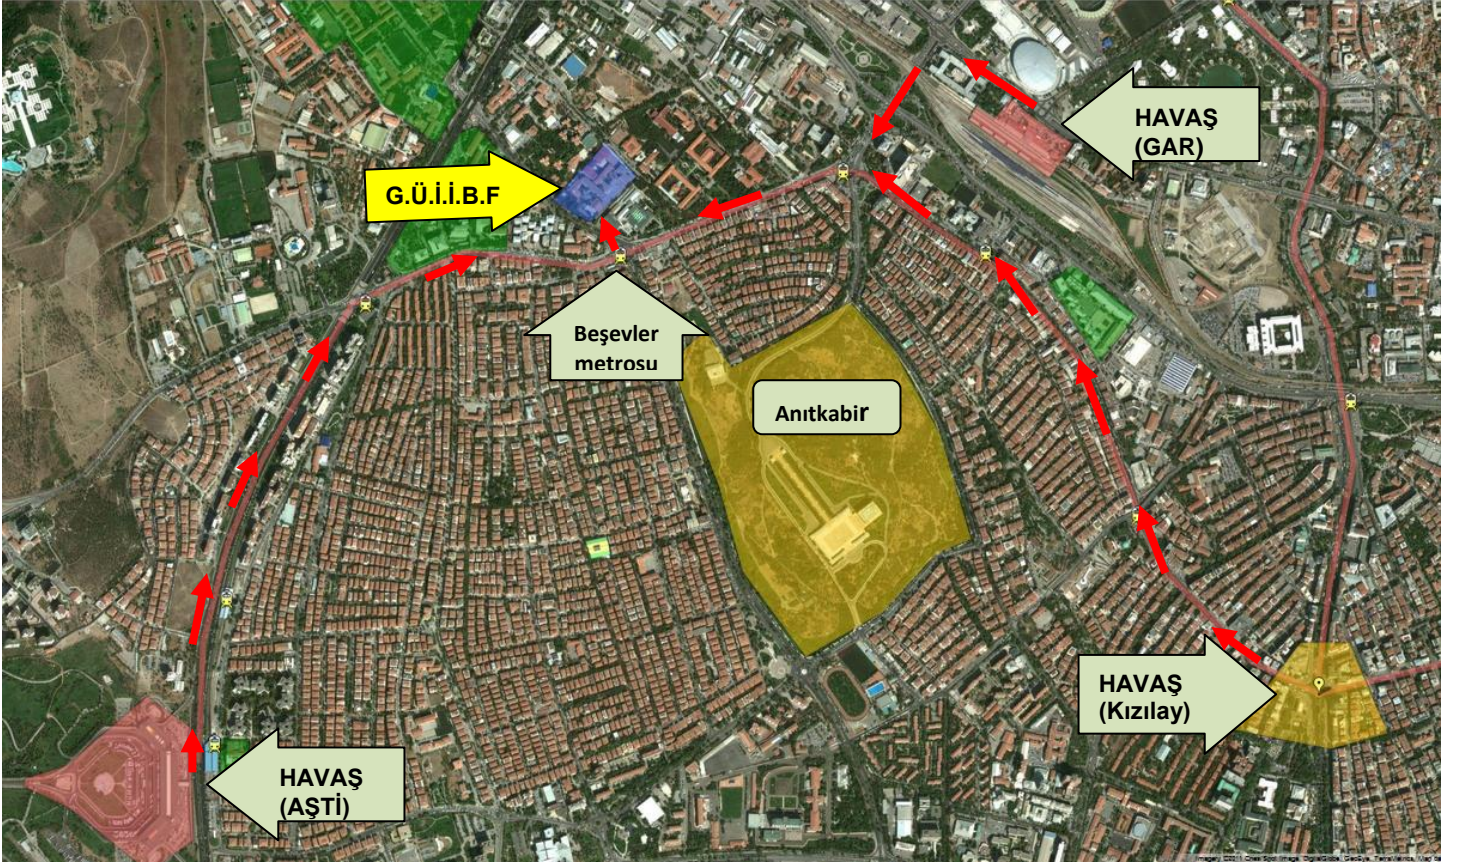 HAVAŞ
(GAR)
G.Ü.İ.İ.B.F
Beşevler
metrosu
Anıtkabir
HAVAŞ
(Kızılay)
HAVAŞ
(AŞTİ)